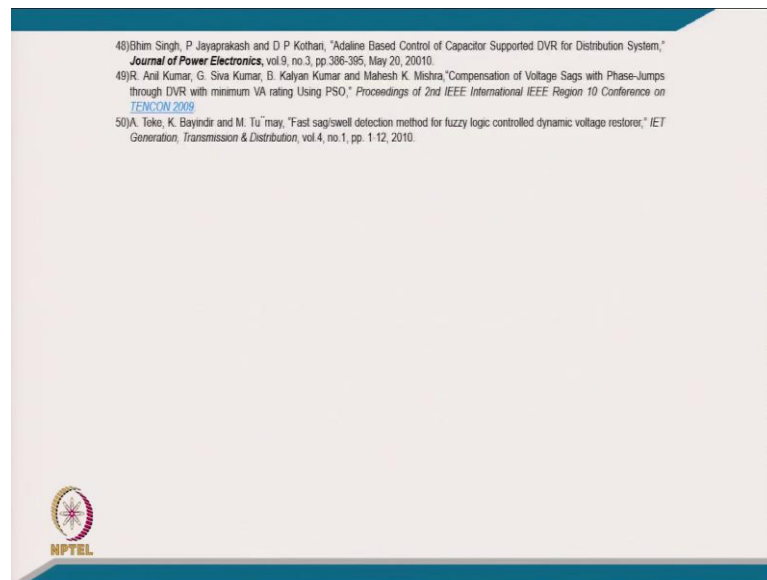 48)Bhim Singh, P Jayaprakash and D P Kothari, "Adaline Based Control of Capacitor Supported DVR for Distribution System,"
Journal of Power Electronics, vol.9, no.3, pp.386-395, May 20, 20010.
49)R. Anil Kumar, G. Siva Kumar, B. Kalyan Kumar and Mahesh K. Mishra,"Compensation of Voltage Sags with Phase-Jumps
through DVR with minimum VA rating Using PSO," Proceedings of 2nd IEEE International IEEE Region 10 Conference on
TENCON 2009.
50)A. Teke, K. Bayindir and M. Tu¨may, "Fast sag/swell detection method for fuzzy logic controlled dynamic voltage restorer," IET
Generation, Transmission & Distribution, vol.4, no.1, pp. 1-12, 2010.
NPTEL